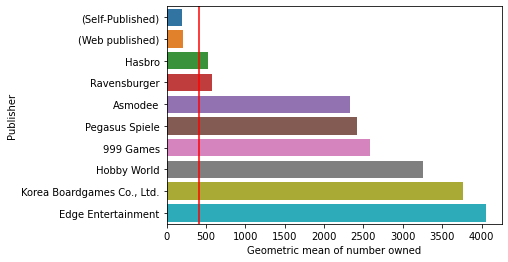 (Self-Published)
(Web published)
Hasbro
Ravensburger
Asmodee
Pegasus Spiele
999 Games
Hobby World
Korea Boardgames Co., Ltd.
Edge Entertainment
Publisher
0 500 1000 1500 2000 2500 3000 3500 4000
Geometric mean of number owned